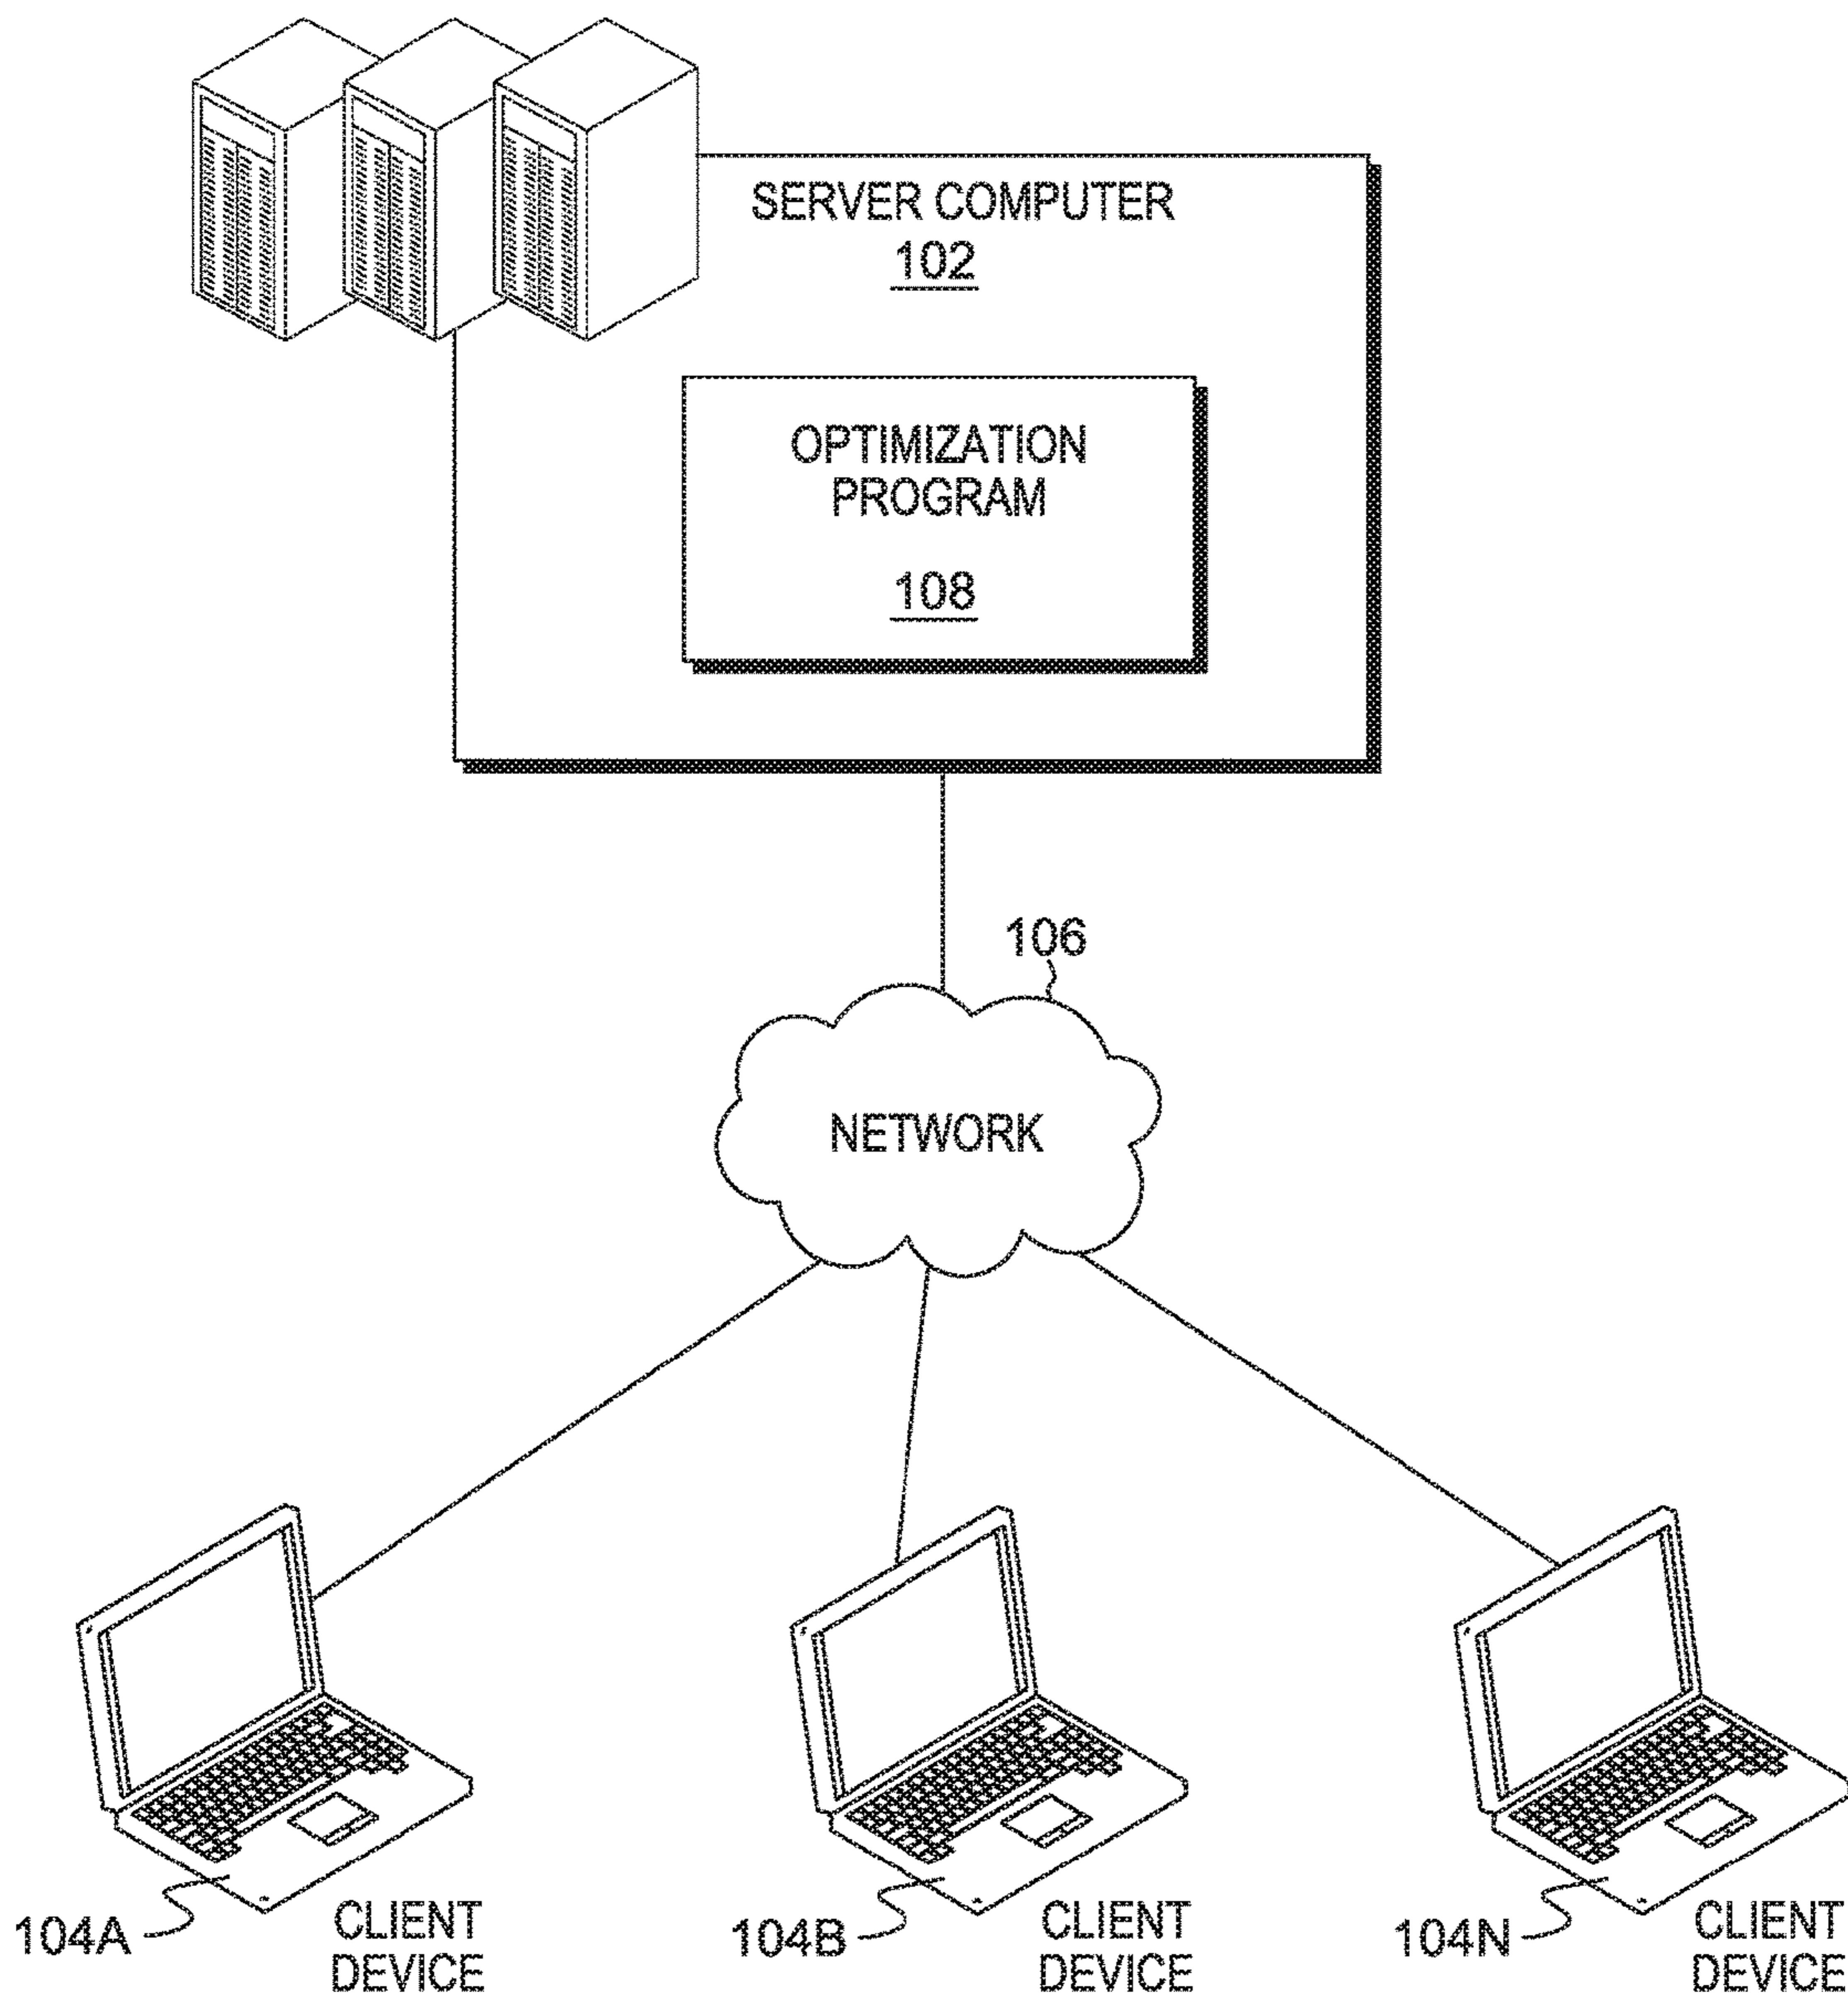 SERVER COMPUTER
102
OPTIMIZATION
PROGRAM
108
106
NETWORK
104A
CLIENT
DEVICE
104B
CLIENT
DEVICE
104N
CLIENT
DEVICE